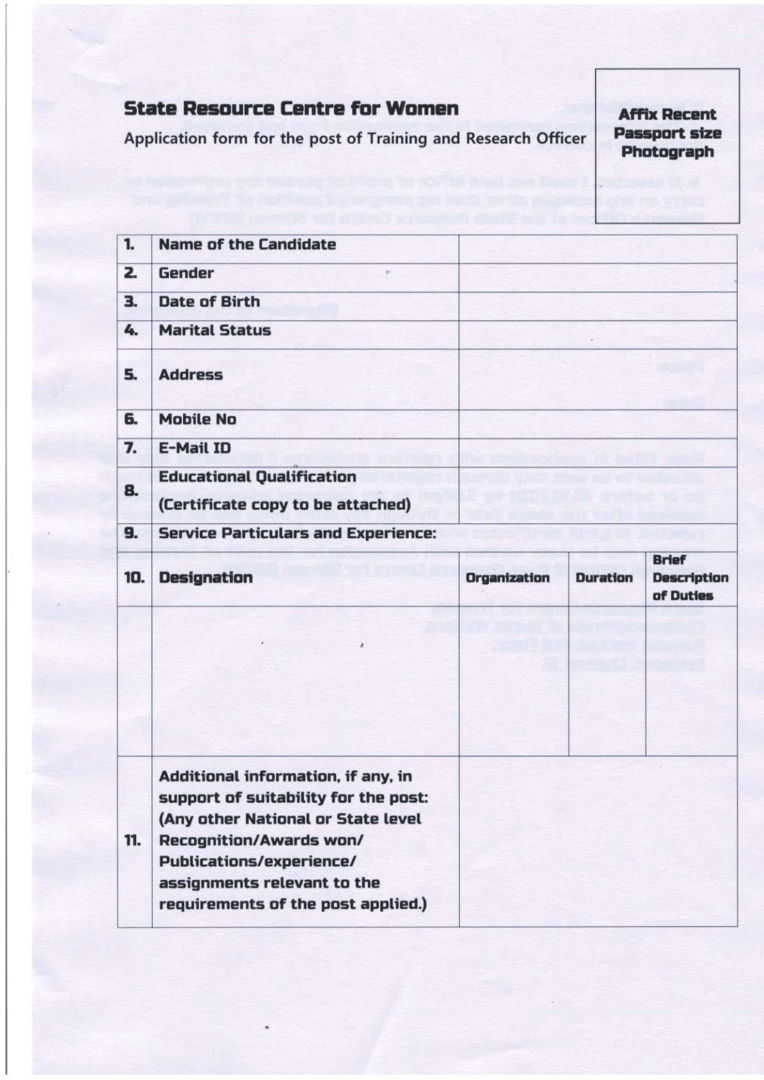 State Resource Centre for Women
Application form for the post of Training and Research Officer
Affix Recent
Passport size
Photograph
1. Name of the Candidate
2. Gender
3. Date of Birth
4. Marital Status
5. Address
6. Mobile No
7. E-Mail ID
8. Educational Qualification
(Certificate copy to be attached)
9. Service Particulars and Experience:
10. Designation Organization Duration Brief
Description
of Duties
Additional information, if any, in
support of suitability for the post:
(Any other National or State level
11. Recognition/Awards won/
Publications/experience/
assignments relevant to the
requirements of the post applied.)